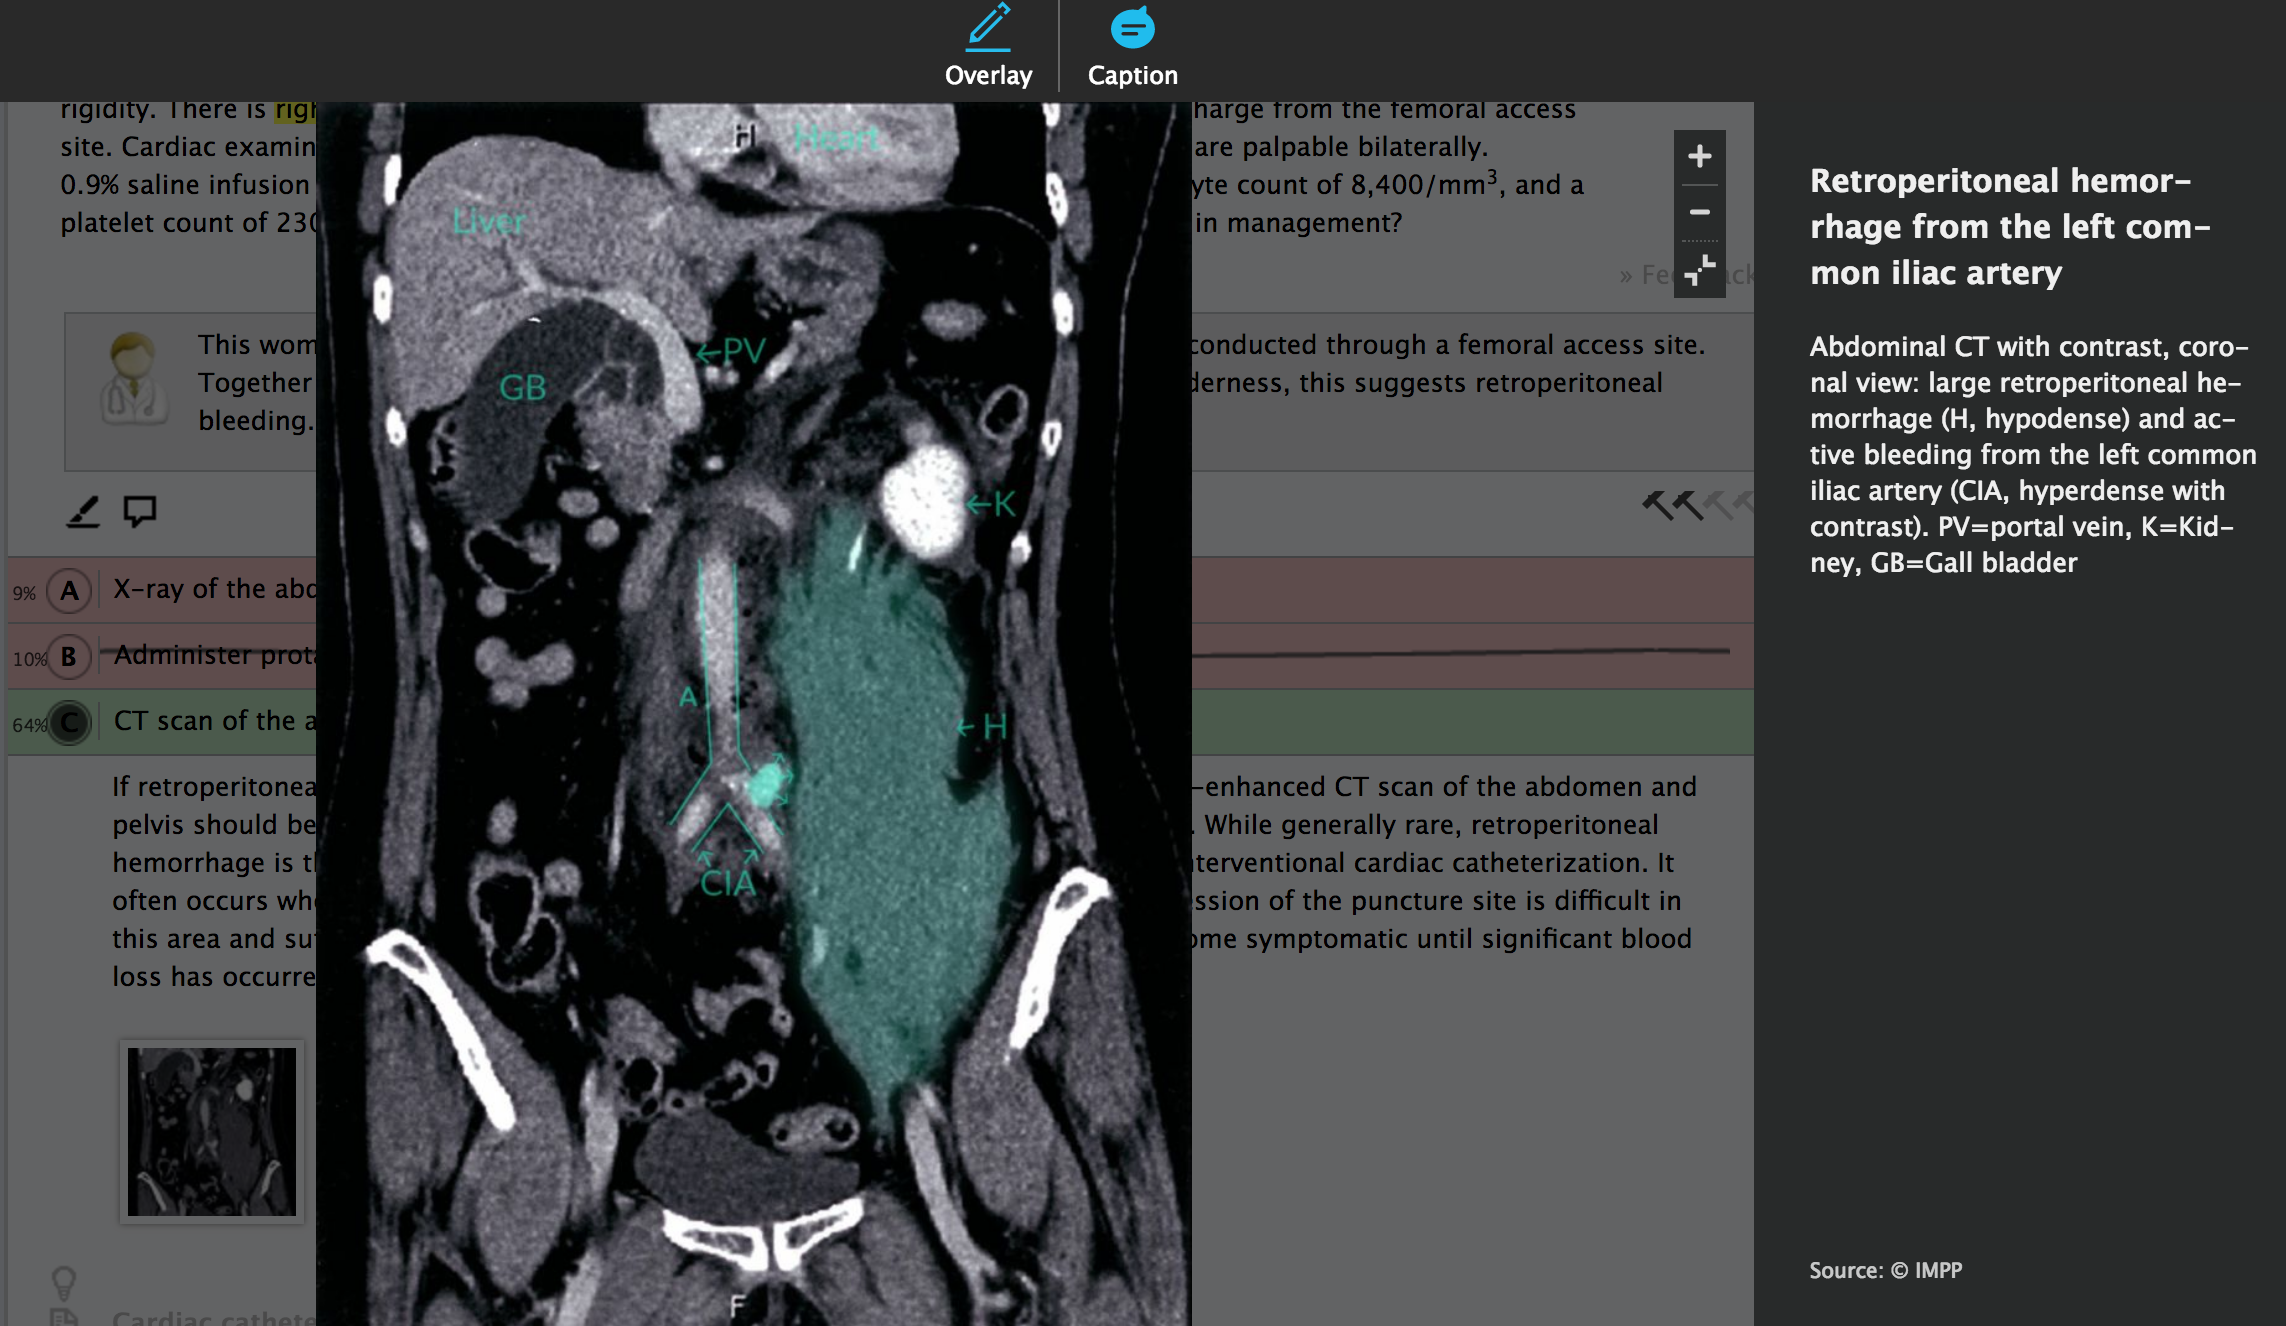 Overlay
Caption
rigidity. There is
harge from the femoral access
site. Cardiac examin
are palpable bilaterally.
0.9% saline infusion
yte count of 8,400/mm³, and a
platelet count of 230
in management?
»
This wom
conducted through a femoral access site.
Together
derness, this suggests retroperitoneal
bleeding.
9% A X-ray of the abd
10% B Administer prota
64% C CT scan of the a
If retroperitonea
-enhanced CT scan of the abdomen and
pelvis should be
. While generally rare, retroperitoneal
hemorrhage is th
terventional cardiac catheterization. It
often occurs whe
ssion of the puncture site is difficult in
this area and su
ome symptomatic until significant blood
loss has occurre
Cardiac cathete
H
Heart
Liver
PV
GB
K
A
H
CIA
F
Retroperitoneal hemor-
rhage from the left com-
mon iliac artery
Abdominal CT with contrast, coro-
nal view: large retroperitoneal he-
morrhage (H, hypodense) and ac-
tive bleeding from the left common
iliac artery (CIA, hyperdense with
contrast). PV=portal vein, K=Kid-
ney, GB=Gall bladder
Source: © IMPP